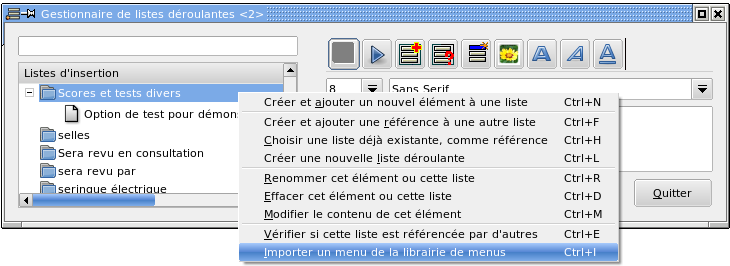 Gestionnaire de listes déroulantes <2>
Listes d'insertion
Scores et tests divers
Option de test pour démons
selles
Sera revu en consultation
sera revu par
seringue électrique
8
Sans Serif
Créer et ajouter un nouvel élément à une liste Ctrl+N
Créer et ajouter une référence à une autre liste Ctrl+F
Choisir une liste déjà existante, comme référence Ctrl+H
Créer une nouvelle liste déroulante Ctrl+L
Renommer cet élément ou cette liste Ctrl+R
Effacer cet élément ou cette liste Ctrl+D
Modifier le contenu de cet élément Ctrl+M
Vérifier si cette liste est référencée par d'autres Ctrl+E
Importer un menu de la librairie de menus Ctrl+I
Quitter